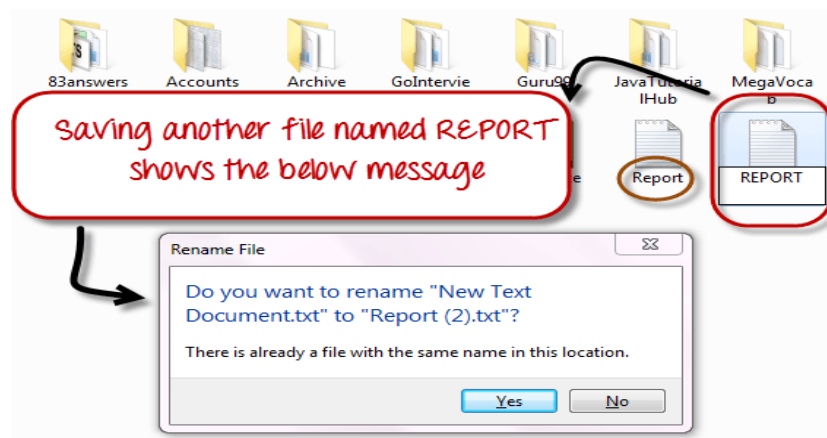 83answers
Accounts
Archive
GoIntervie
Guru99
JavaTutoria
lHub
MegaVoca
b
Saving another file named REPORT
shows the below message
e
Report
REPORT
Rename File
Do you want to rename "New Text
Document.txt" to "Report (2).txt"?
There is already a file with the same name in this location.
Yes
No